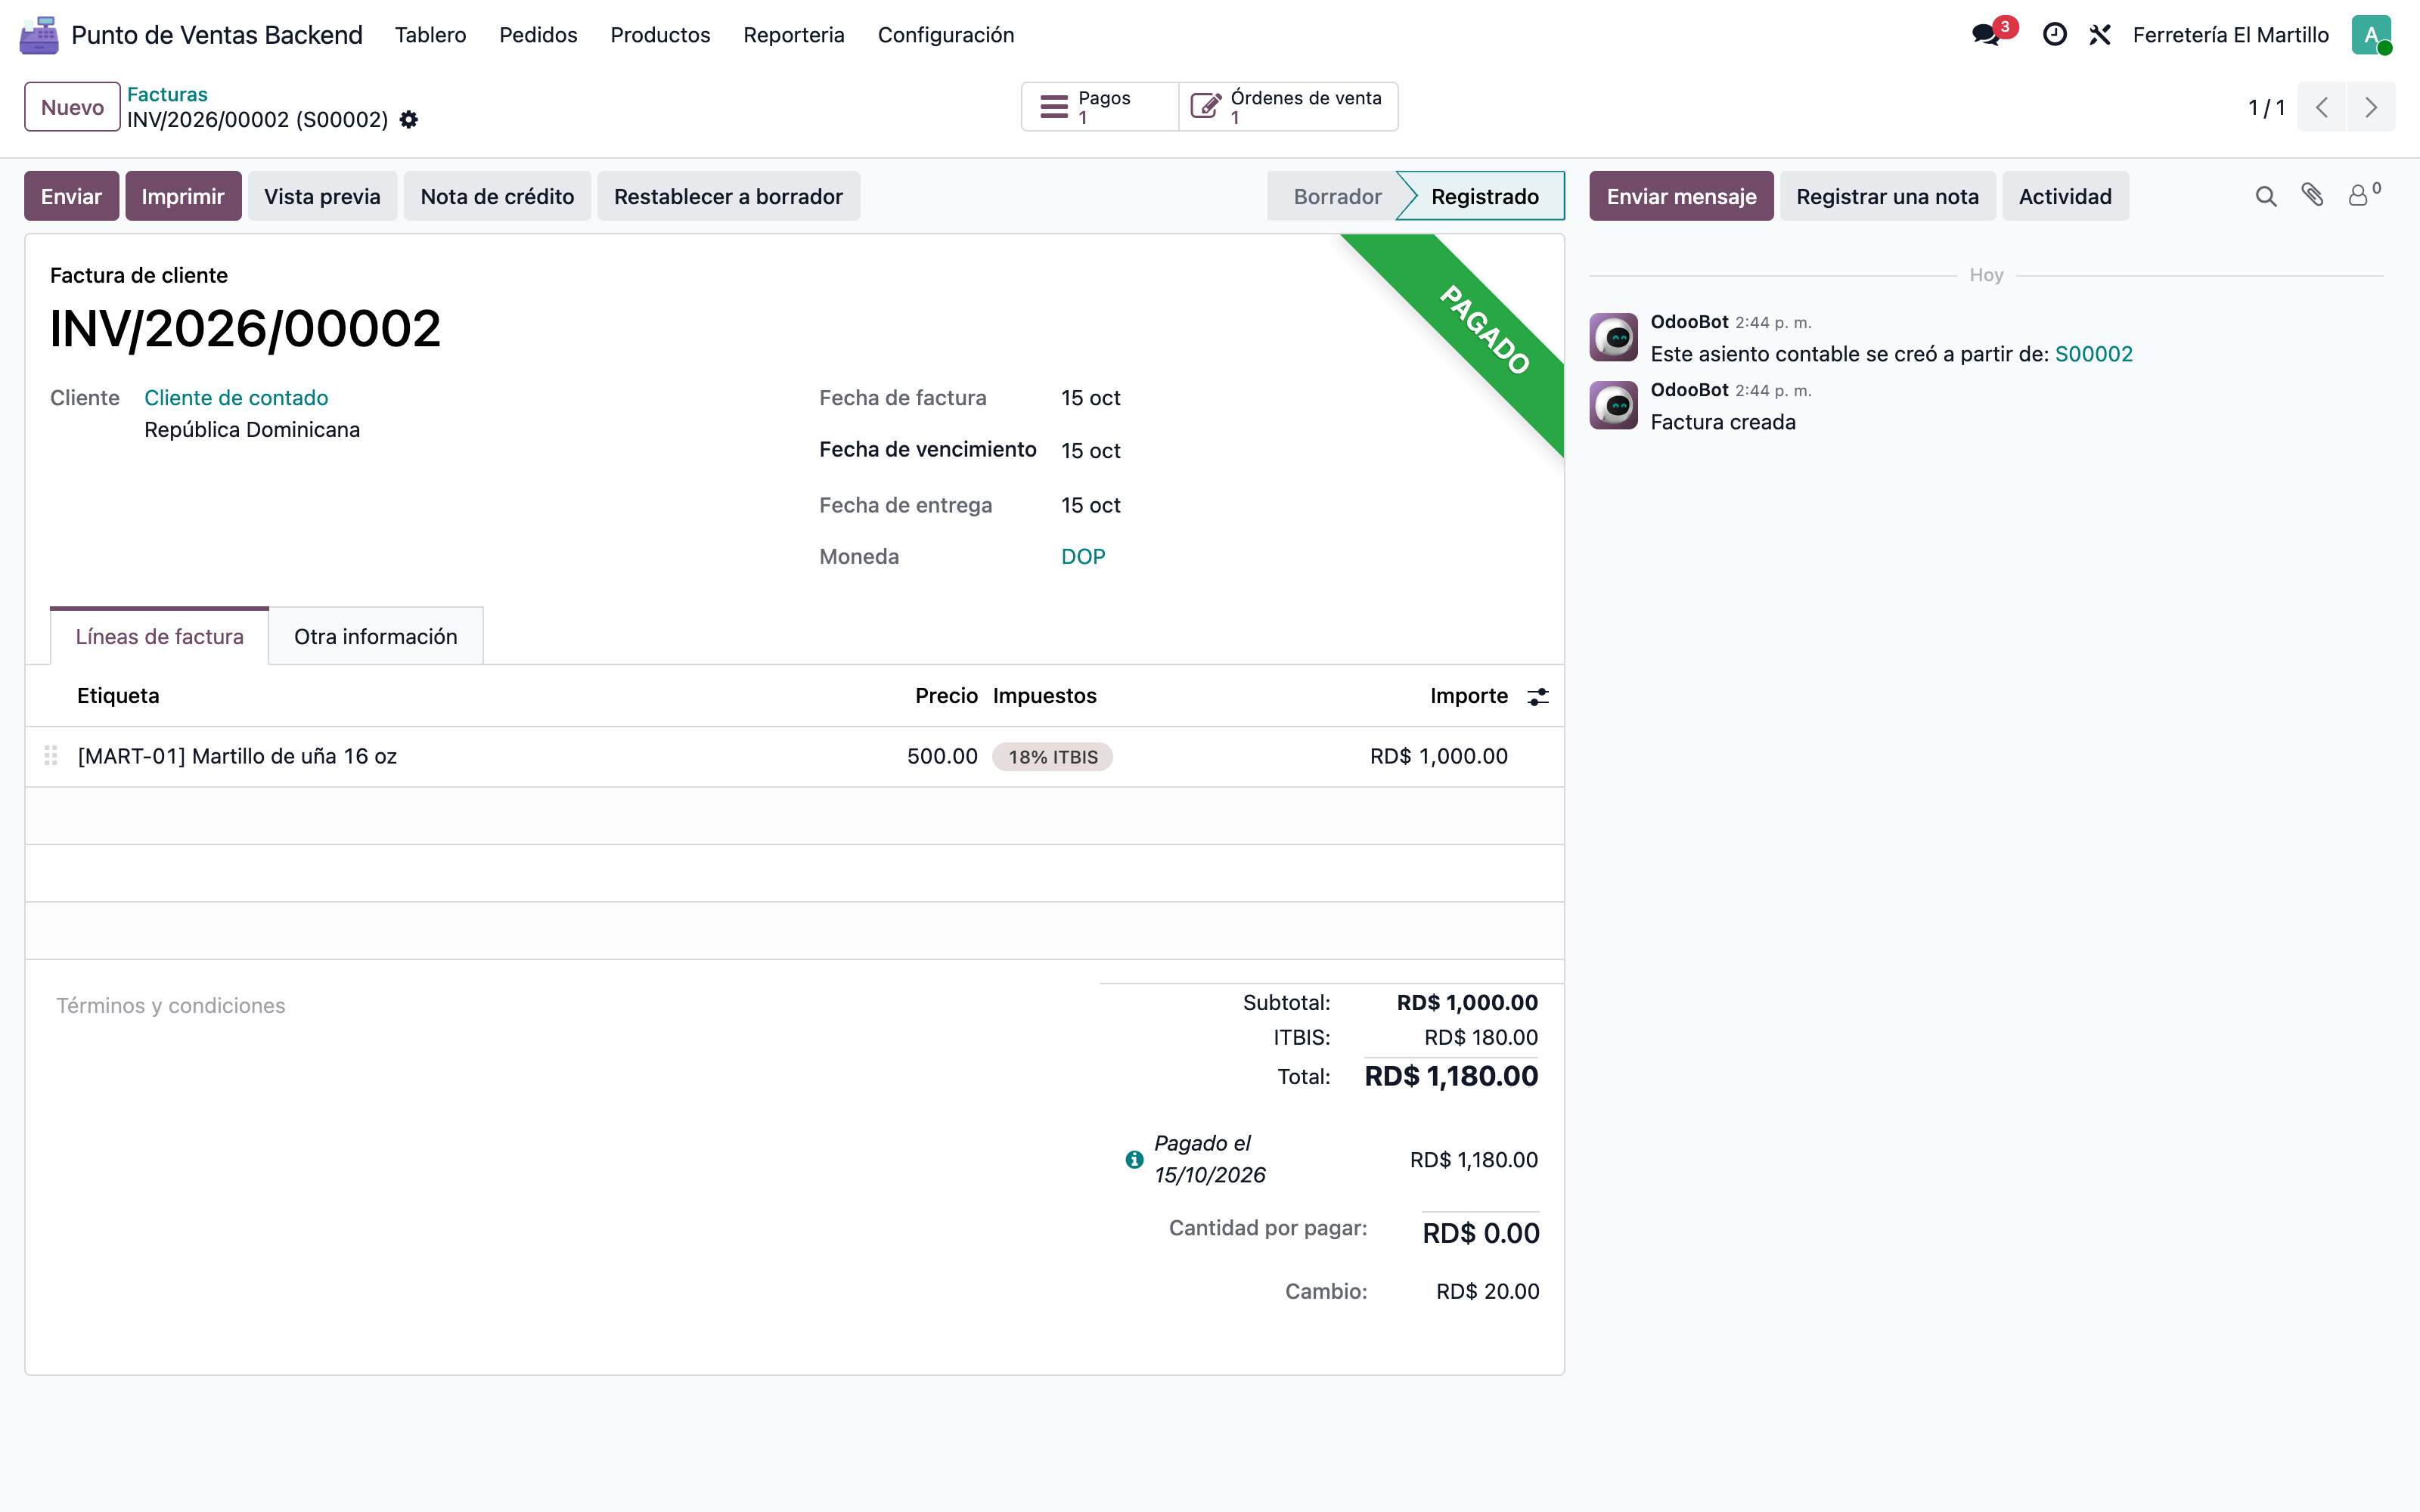 Punto de Ventas Backend Tablero Pedidos Productos Reporteria Configuración 3 Ferretería El Martillo A
Nuevo Facturas
INV/2026/00002 (S00002)
Pagos 1
Órdenes de venta 1
1 / 1
Enviar Imprimir Vista previa Nota de crédito Restablecer a borrador Borrador Registrado
Enviar mensaje Registrar una nota Actividad 0
Factura de cliente
INV/2026/00002
PAGADO
Cliente Cliente de contado
República Dominicana
Fecha de factura 15 oct
Fecha de vencimiento 15 oct
Fecha de entrega 15 oct
Moneda DOP
Líneas de factura Otra información
Etiqueta Precio Impuestos Importe
[MART-01] Martillo de uña 16 oz 500.00 18% ITBIS RD$ 1,000.00
Términos y condiciones
Subtotal: RD$ 1,000.00
ITBIS: RD$ 180.00
Total: RD$ 1,180.00
Pagado el
15/10/2026 RD$ 1,180.00
Cantidad por pagar: RD$ 0.00
Cambio: RD$ 20.00
Hoy
OdooBot 2:44 p. m.
Este asiento contable se creó a partir de: S00002
OdooBot 2:44 p. m.
Factura creada